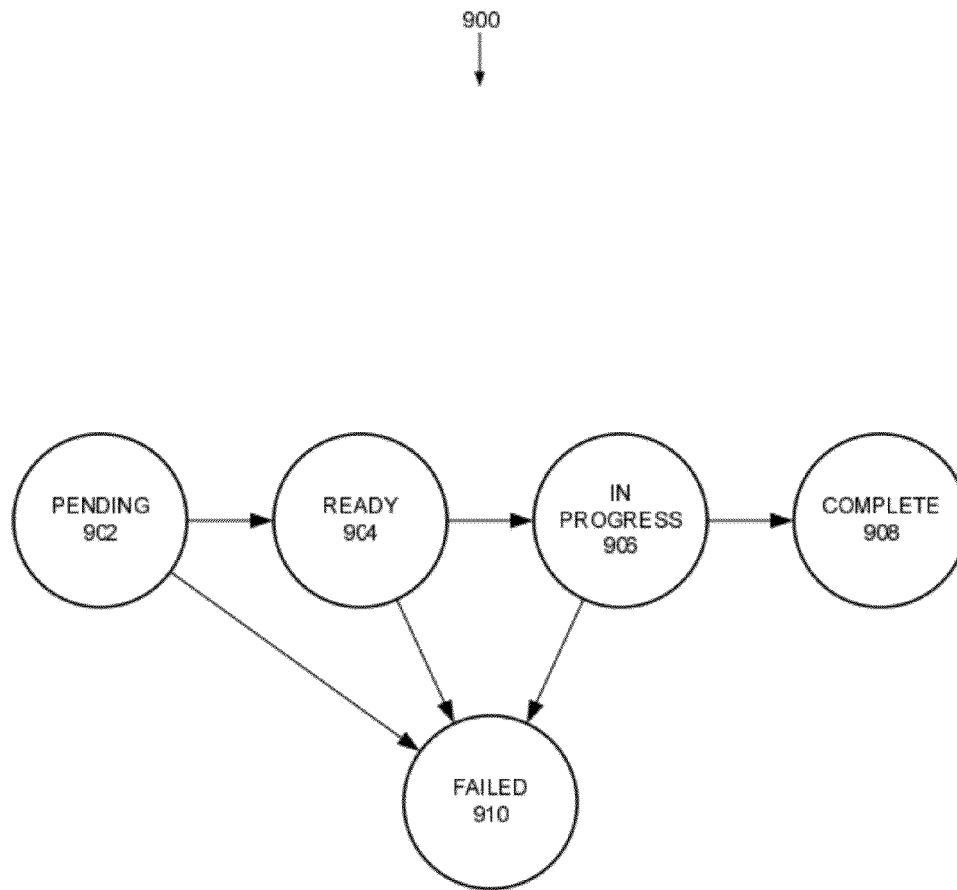 900
PENDING
902
READY
904
IN
PROGRESS
906
COMPLETE
908
FAILED
910